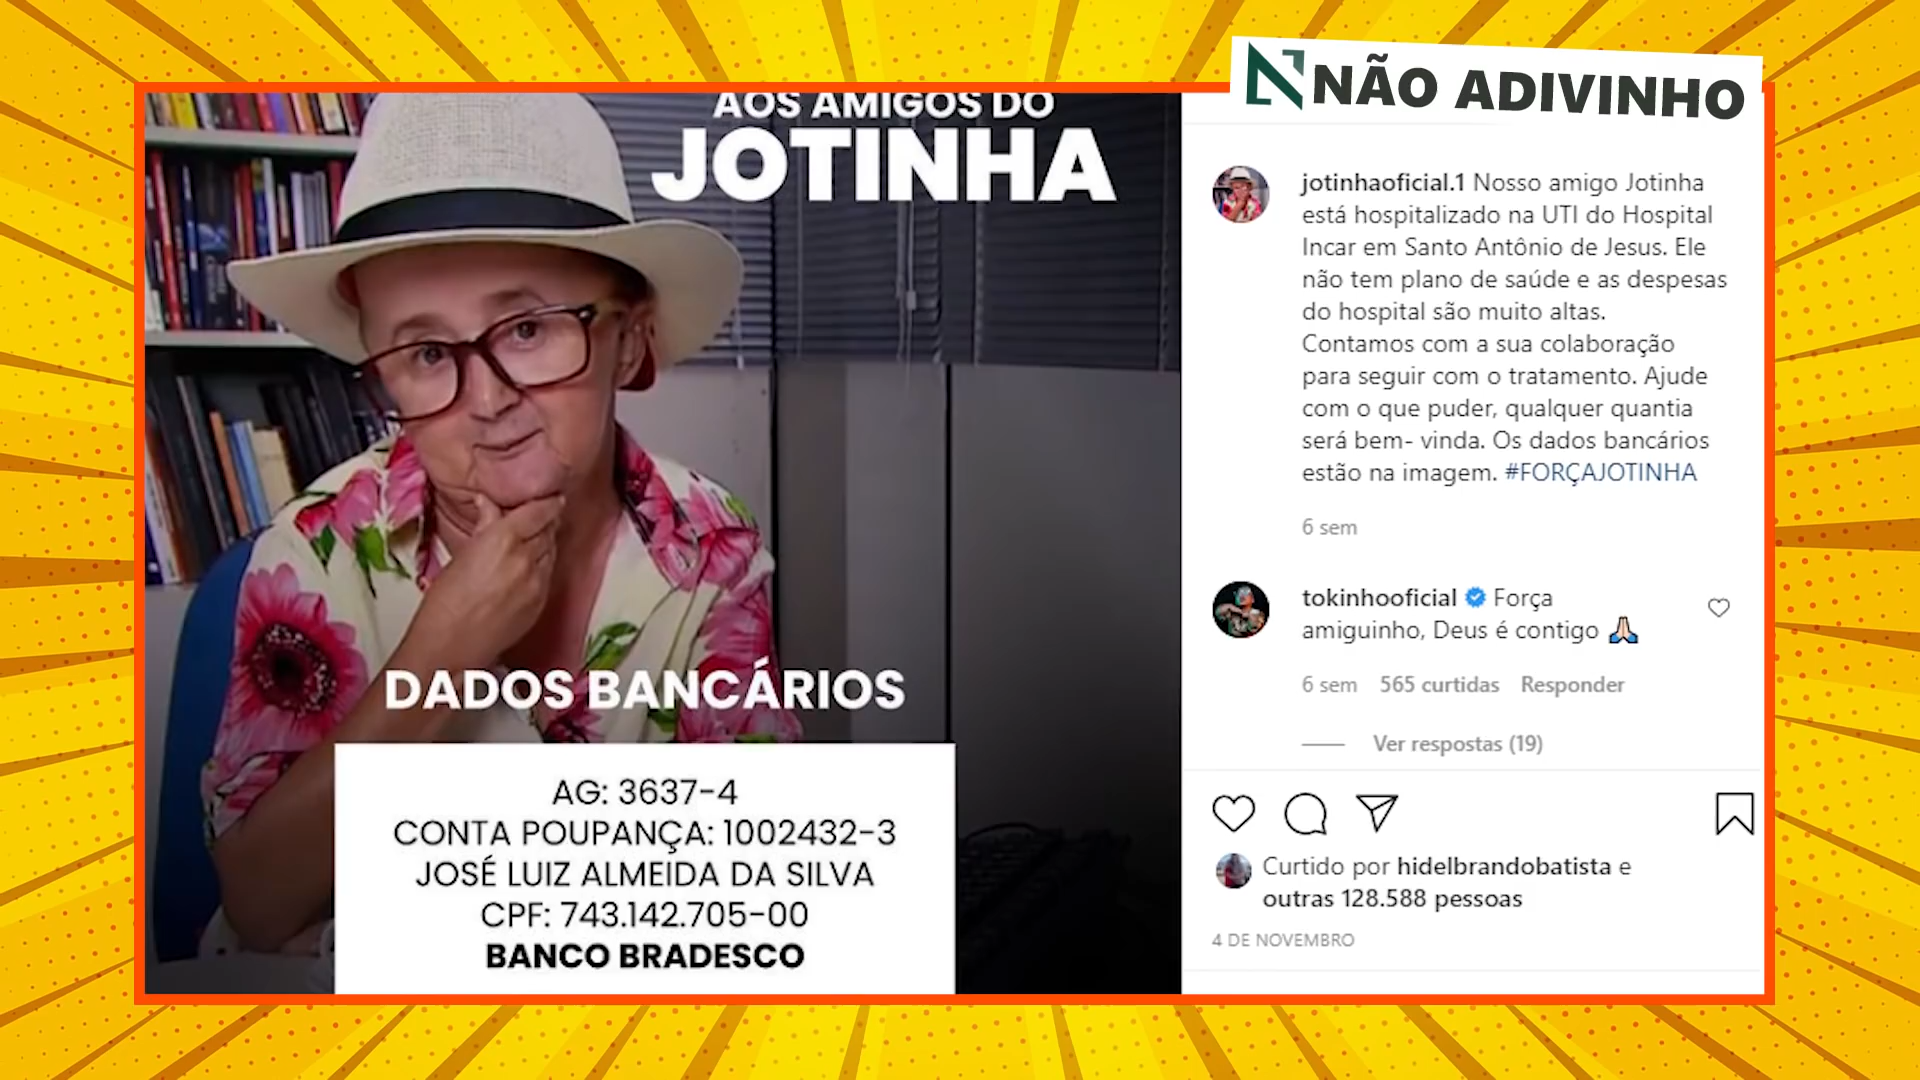 NÃO ADIVINHO
AOS AMIGOS DO
JOTINHA
DADOS BANCÁRIOS
AG: 3637-4
CONTA POUPANÇA: 1002432-3
JOSÉ LUIZ ALMEIDA DA SILVA
CPF: 743.142.705-00
BANCO BRADESCO
jotinhaoficial.1 Nosso amigo Jotinha
está hospitalizado na UTI do Hospital
Incar em Santo Antônio de Jesus. Ele
não tem plano de saúde e as despesas
do hospital são muito altas.
Contamos com a sua colaboração
para seguir com o tratamento. Ajude
com o que puder, qualquer quantia
será bem- vinda. Os dados bancários
estão na imagem. #FORÇAJOTINHA
6 sem
tokinhooficial Força
amiguinho, Deus é contigo 🙏🏻
6 sem 565 curtidas Responder
Ver respostas (19)
Curtido por hidelbrandobatista e
outras 128.588 pessoas
4 DE NOVEMBRO